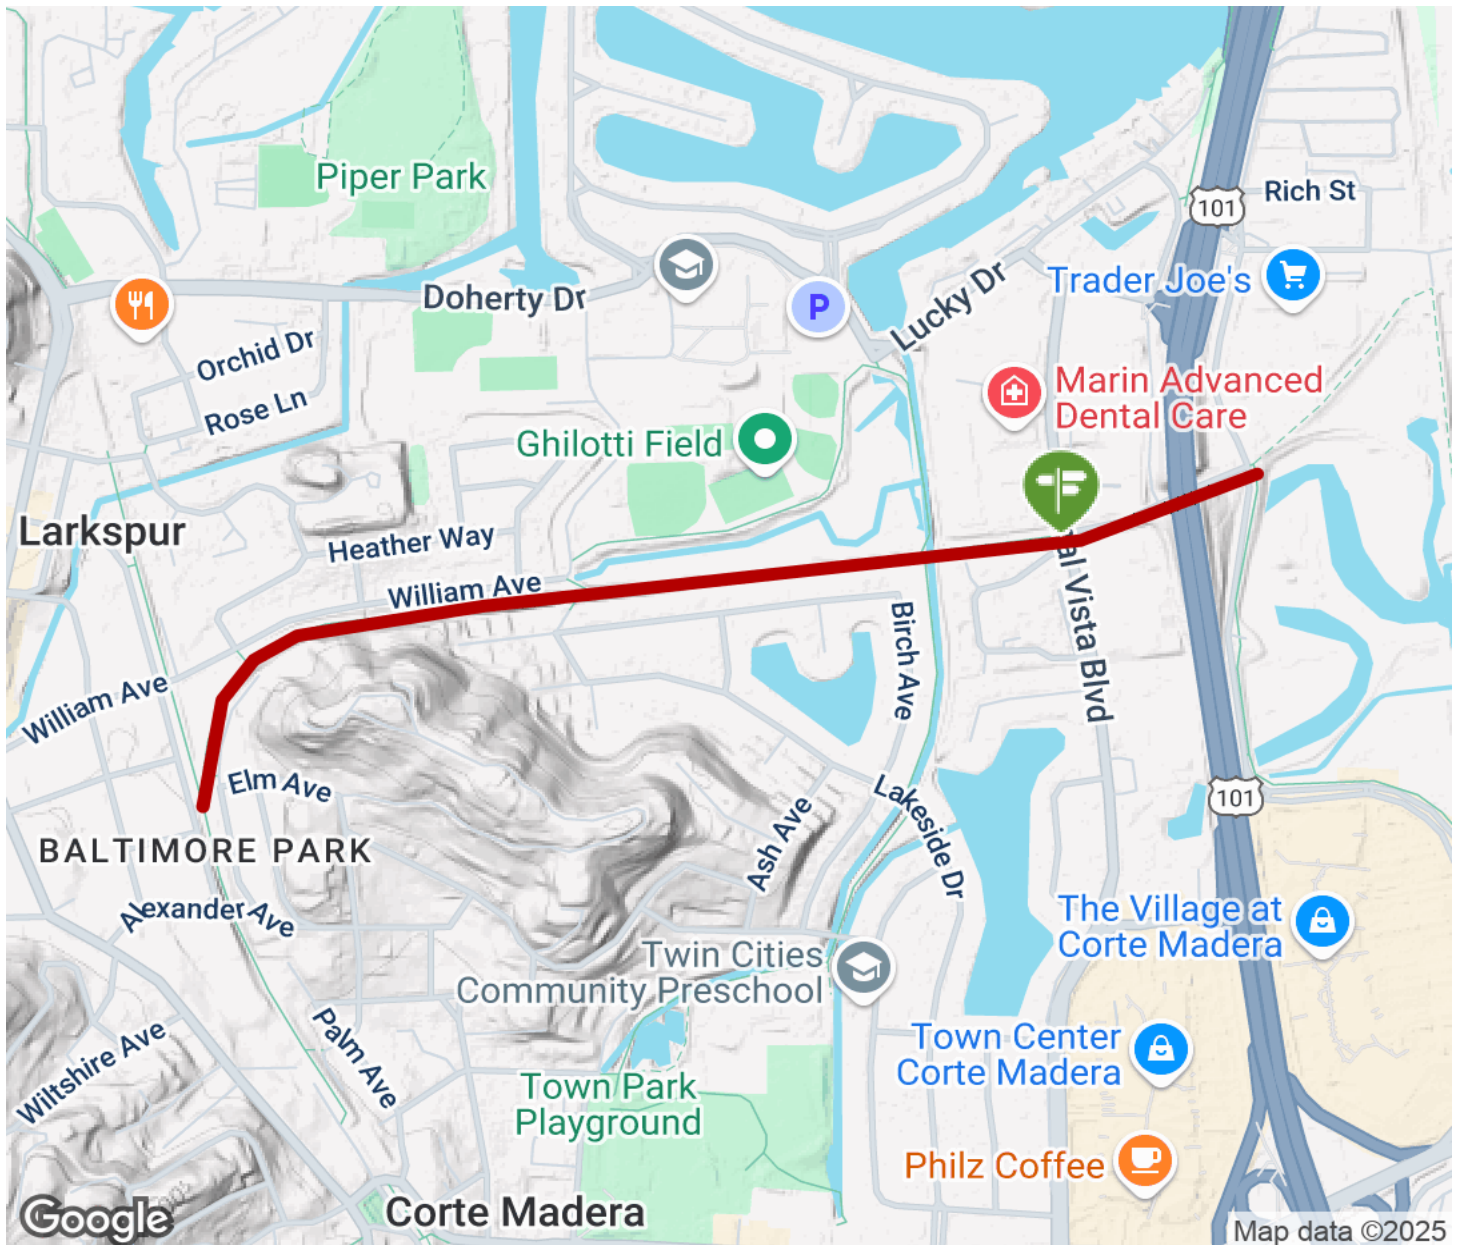 Piper Park
101
Rich St
Trader Joe's
Doherty Dr
P
Lucky Dr
Orchid Dr
Rose Ln
Marin Advanced
Dental Care
Ghilotti Field
Larkspur
Heather Way
William Ave
al Vista Blvd
Birch Ave
William Ave
Elm Ave
101
Lakeside Dr
Ash Ave
BALTIMORE PARK
Alexander Ave
The Village at
Corte Madera
Twin Cities
Community Preschool
Palm Ave
Wiltshire Ave
Town Center
Corte Madera
Town Park
Playground
Philz Coffee
Corte Madera
Google
Map data ©2025